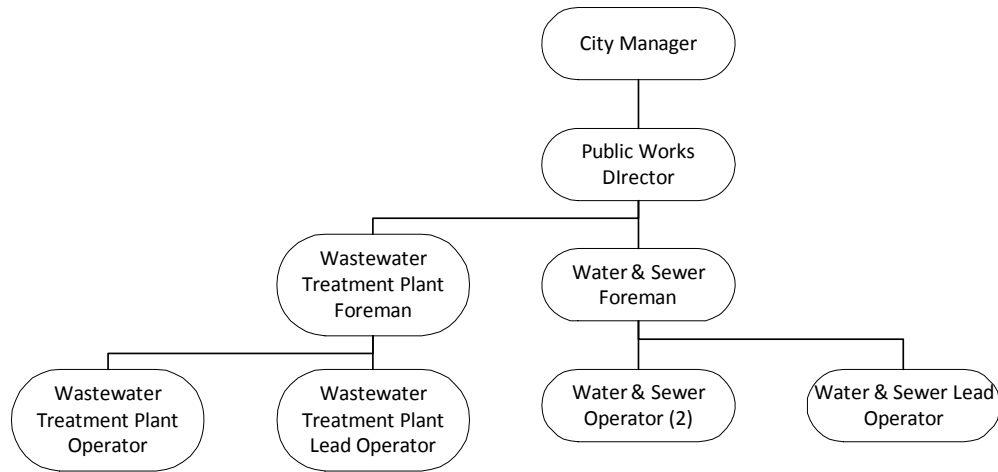 City Manager
Public Works
DIrector
Wastewater
Treatment Plant
Foreman
Water & Sewer
Foreman
Wastewater
Treatment Plant
Operator
Wastewater
Treatment Plant
Lead Operator
Water & Sewer
Operator (2)
Water & Sewer Lead
Operator